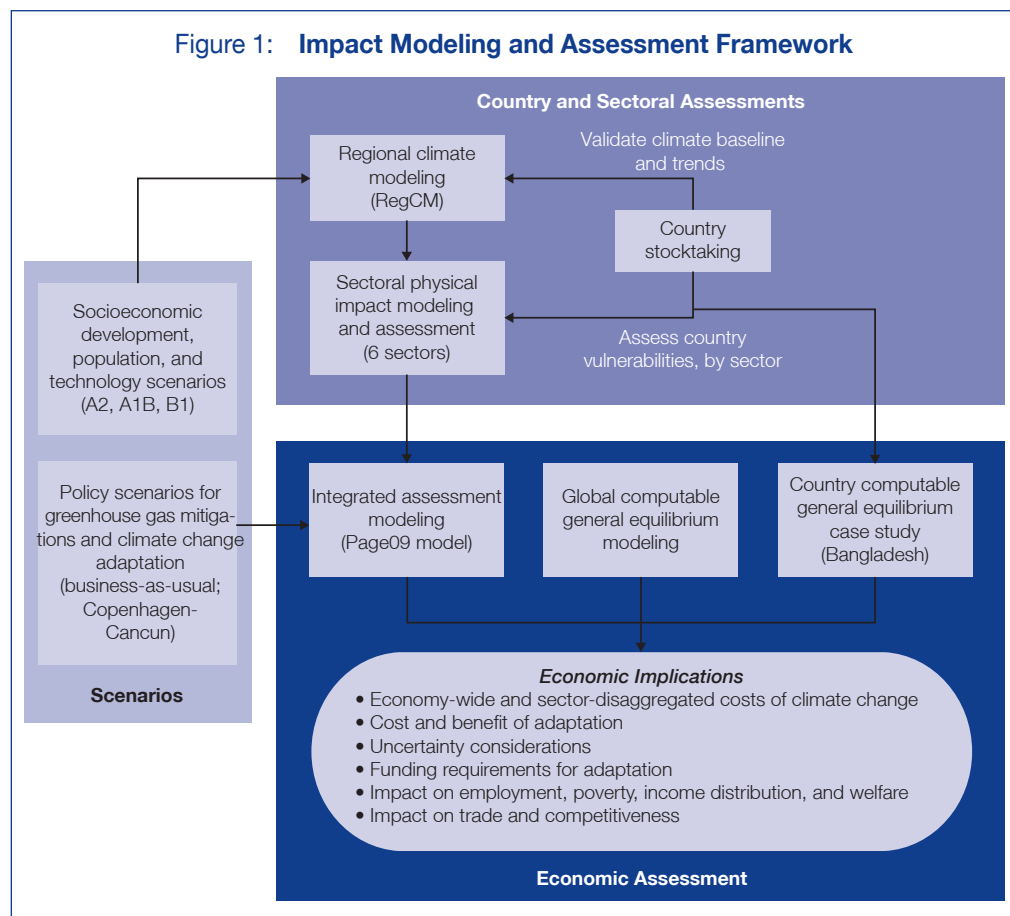 Figure 1: Impact Modeling and Assessment Framework
Country and Sectoral Assessments
Regional climate
modeling
(RegCM)
Validate climate baseline
and trends
Country
stocktaking
Sectoral physical
impact modeling
and assessment
(6 sectors)
Assess country
vulnerabilities, by sector
Socioeconomic
development,
population, and
technology scenarios
(A2, A1B, B1)
Policy scenarios for
greenhouse gas mitiga-
tions and climate change
adaptation
(business-as-usual;
Copenhagen-
Cancun)
Scenarios
Integrated assessment
modeling
(Page09 model)
Global computable
general equilibrium
modeling
Country computable
general equilibrium
case study
(Bangladesh)
Economic Implications
• Economy-wide and sector-disaggregated costs of climate change
• Cost and benefit of adaptation
• Uncertainty considerations
• Funding requirements for adaptation
• Impact on employment, poverty, income distribution, and welfare
• Impact on trade and competitiveness
Economic Assessment